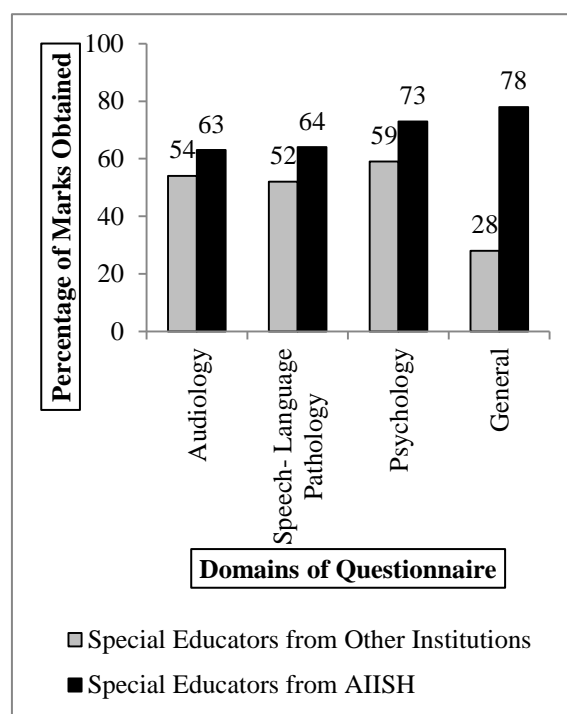 Percentage of Marks Obtained
100
80
60
40
20
0
54
63
52
64
59
73
28
78
Audiology
Speech- Language
Pathology
Psychology
General
Domains of Questionnaire
Special Educators from Other Institutions
Special Educators from AIISH